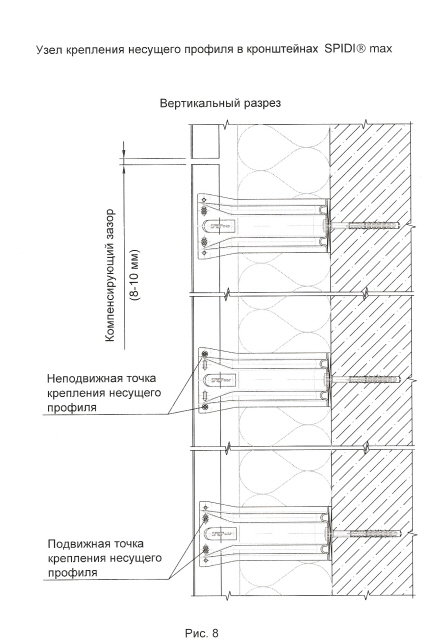 Узел крепления несущего профиля в кронштейнах SPIDI® max
Вертикальный разрез
Компенсирующий зазор
(8-10 мм)
Неподвижная точка
крепления несущего
профиля
Подвижная точка
крепления несущего
профиля
Рис. 8